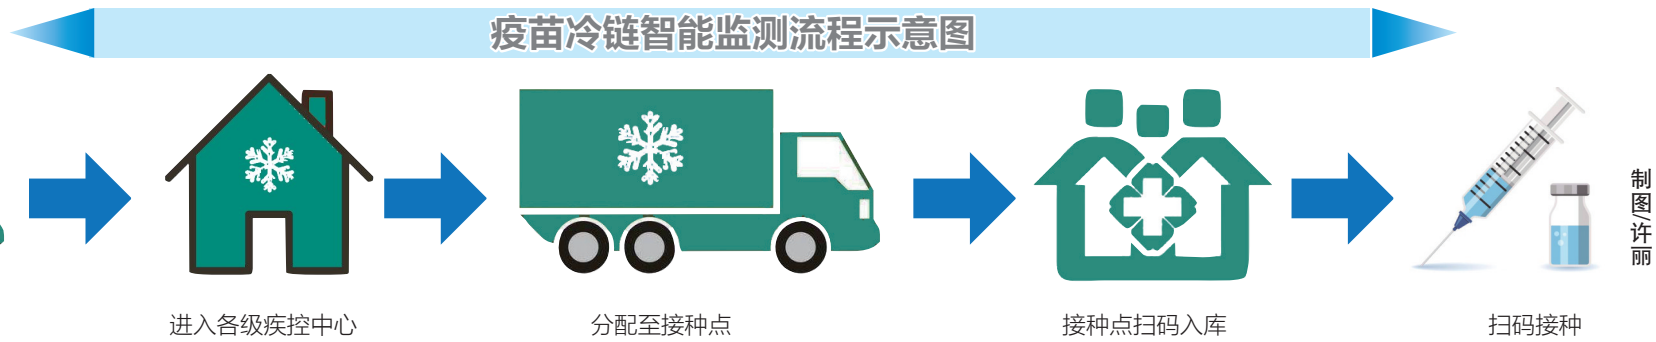 疫苗冷链智能监测流程示意图
进入各级疾控中心
分配至接种点
接种点扫码入库
扫码接种
制图/许丽